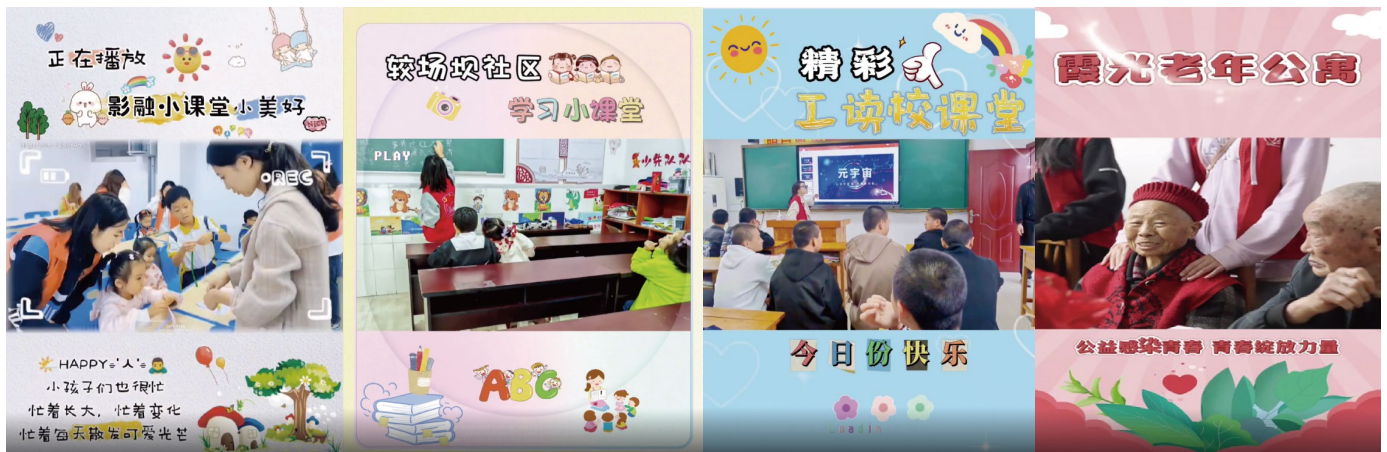 正在播放
影融小课堂小美好
HAPPY
NICE
REC
HAPPY=‘人’=
小孩子们也很忙
忙着长大，忙着变化
忙着每天散发可爱光芒
较场坝社区
学习小课堂
PLAY
ABC
精彩
工读校课堂
元宇宙
今日份快乐
Loading
霞光老年公寓
公益感染青春 青春绽放力量